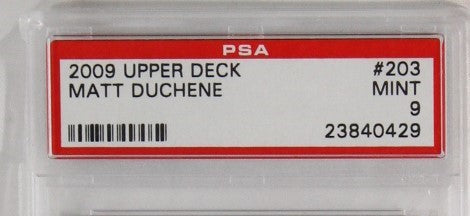 PSA
2009 UPPER DECK #203
MATT DUCHENE MINT
9
23840429